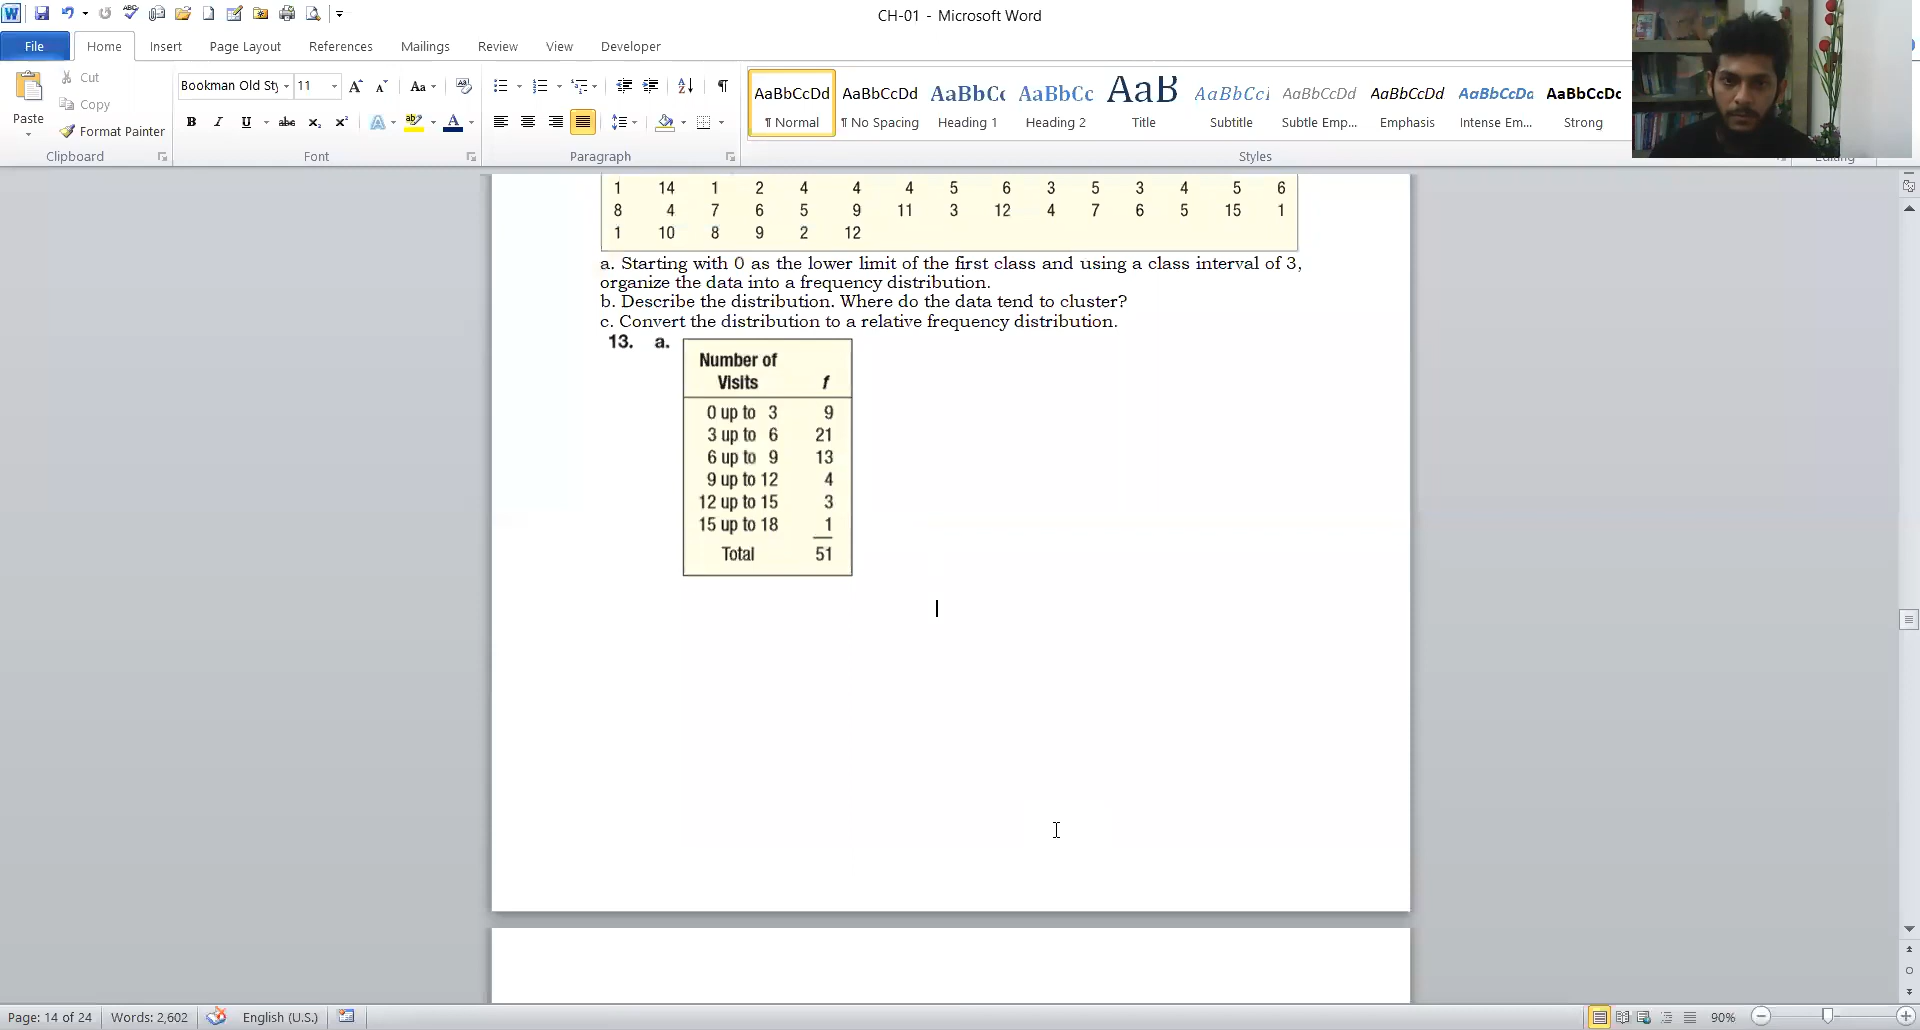 CH-01 - Microsoft Word
File Home Insert Page Layout References Mailings Review View Developer
Paste
Cut
Copy
Format Painter
Clipboard
Bookman Old Sty 11
Font
Paragraph
AaBbCcDd AaBbCcDd AaBbCc AaBbCc AaB AaBbCcI AaBbCcDd AaBbCcDd AaBbCcDd AaBbCcDc
¶ Normal ¶ No Spacing Heading 1 Heading 2 Title Subtitle Subtle Emp... Emphasis Intense Em... Strong
Styles
1 14 1 2 4 4 4 5 6 3 5 3 4 5 6
8 4 7 6 5 9 11 3 12 4 7 6 5 15 1
1 10 8 9 2 12
a. Starting with 0 as the lower limit of the first class and using a class interval of 3,
organize the data into a frequency distribution.
b. Describe the distribution. Where do the data tend to cluster?
c. Convert the distribution to a relative frequency distribution.
13. a.
Number of
Visits f
0 up to 3 9
3 up to 6 21
6 up to 9 13
9 up to 12 4
12 up to 15 3
15 up to 18 1
Total 51
Page: 14 of 24 Words: 2,602 English (U.S.) 90%